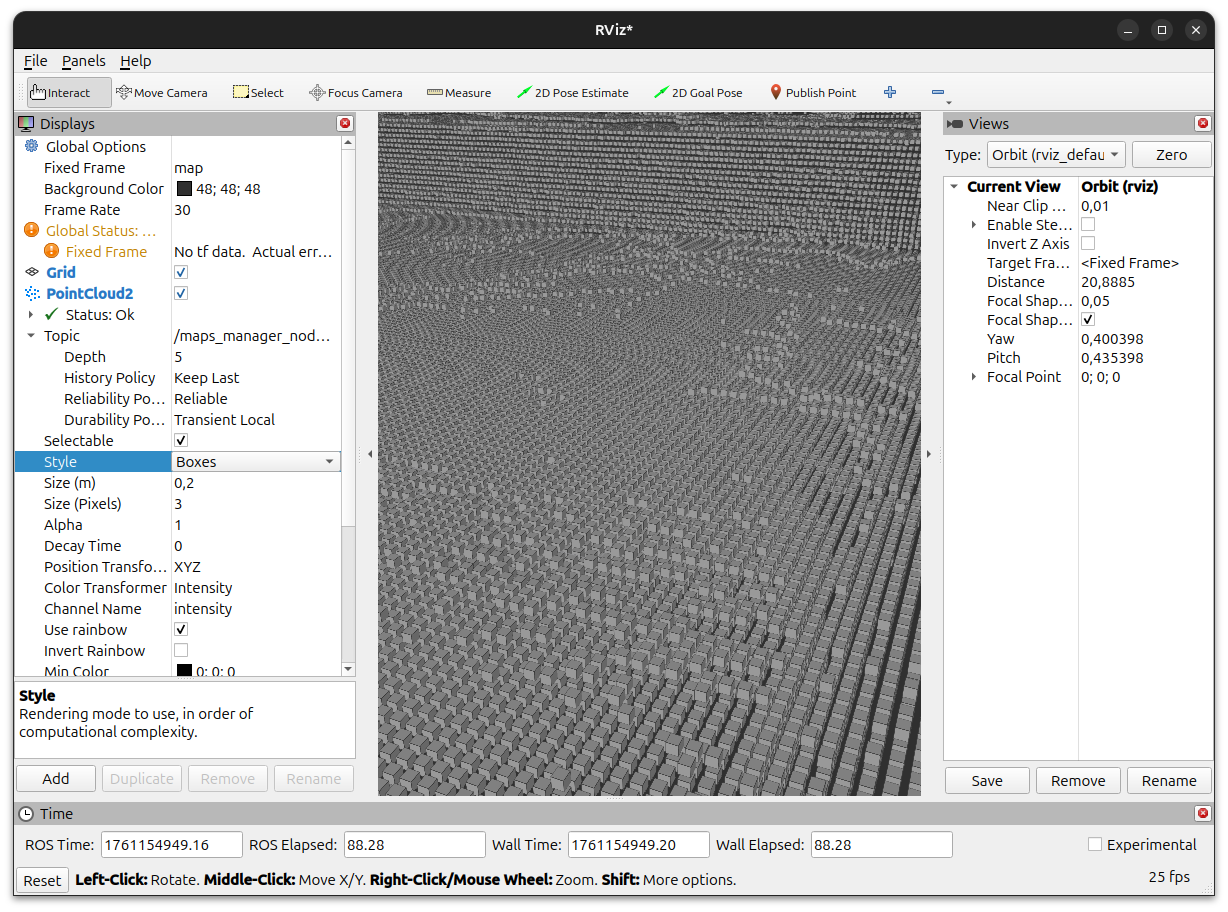 RViz*
File Panels Help
Interact Move Camera Select Focus Camera Measure 2D Pose Estimate 2D Goal Pose Publish Point
Displays
Global Options
Fixed Frame map
Background Color 48; 48; 48
Frame Rate 30
Global Status: ...
Fixed Frame No tf data. Actual err...
Grid
PointCloud2
Status: Ok
Topic /maps_manager_nod...
Depth 5
History Policy Keep Last
Reliability Po... Reliable
Durability Po... Transient Local
Selectable
Style Boxes
Size (m) 0,2
Size (Pixels) 3
Alpha 1
Decay Time 0
Position Transfo... XYZ
Color Transformer Intensity
Channel Name intensity
Use rainbow
Invert Rainbow
Min Color 0; 0; 0
Style
Rendering mode to use, in order of
computational complexity.
Add Duplicate Remove Rename
Views
Type: Orbit (rviz_defau Zero
Current View Orbit (rviz)
Near Clip ... 0,01
Enable Ste...
Invert Z Axis
Target Fra... <Fixed Frame>
Distance 20,8885
Focal Shap... 0,05
Focal Shap...
Yaw 0,400398
Pitch 0,435398
Focal Point 0; 0; 0
Save Remove Rename
Time
ROS Time: 1761154949.16 ROS Elapsed: 88.28 Wall Time: 1761154949.20 Wall Elapsed: 88.28 Experimental
Reset Left-Click: Rotate. Middle-Click: Move X/Y. Right-Click/Mouse Wheel: Zoom. Shift: More options. 25 fps